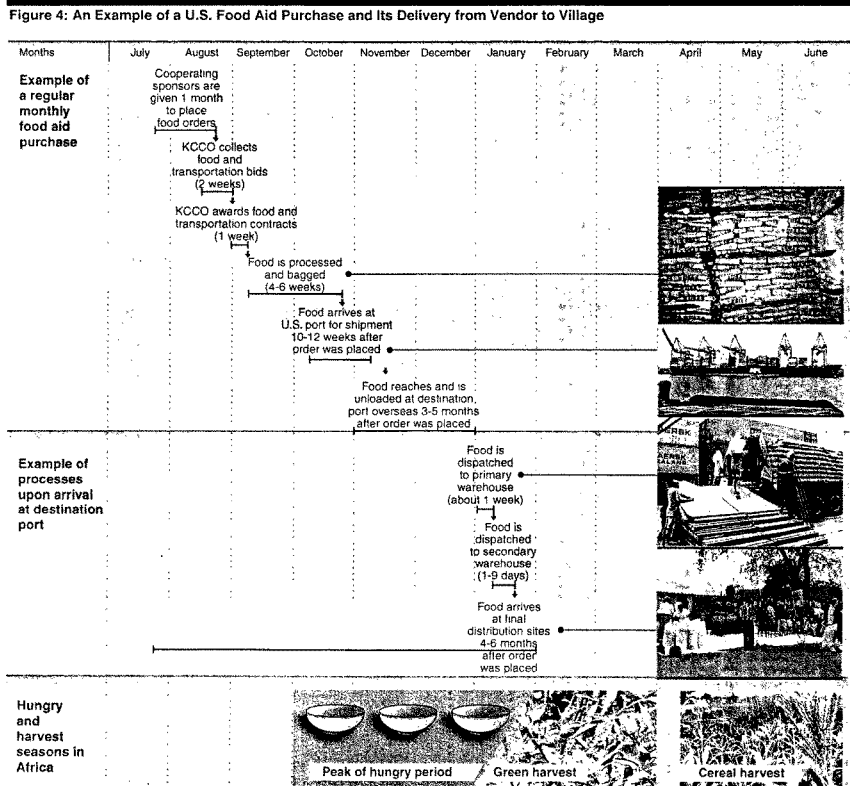 Figure 4: An Example of a U.S. Food Aid Purchase and Its Delivery from Vendor to Village
Months July August September October November December January February March April May June
Example of
a regular
monthly
food aid
purchase
Cooperating
sponsors are
given 1 month
to place
food orders
KCCO collects
food and
transportation bids
(2 weeks)
KCCO awards food and
transportation contracts
(1 week)
Food is processed
and bagged
(4-6 weeks)
Food arrives at
U.S. port for shipment
10-12 weeks after
order was placed
Food reaches and is
unloaded at destination
port overseas 3-5 months
after order was placed
Example of
processes
upon arrival
at destination
port
Food is
dispatched
to primary
warehouse
(about 1 week)
Food is
dispatched
to secondary
warehouse
(1-9 days)
Food arrives
at final
distribution sites
4-6 months
after order
was placed
Hungry
and
harvest
seasons in
Africa
Peak of hungry period
Green harvest
Cereal harvest